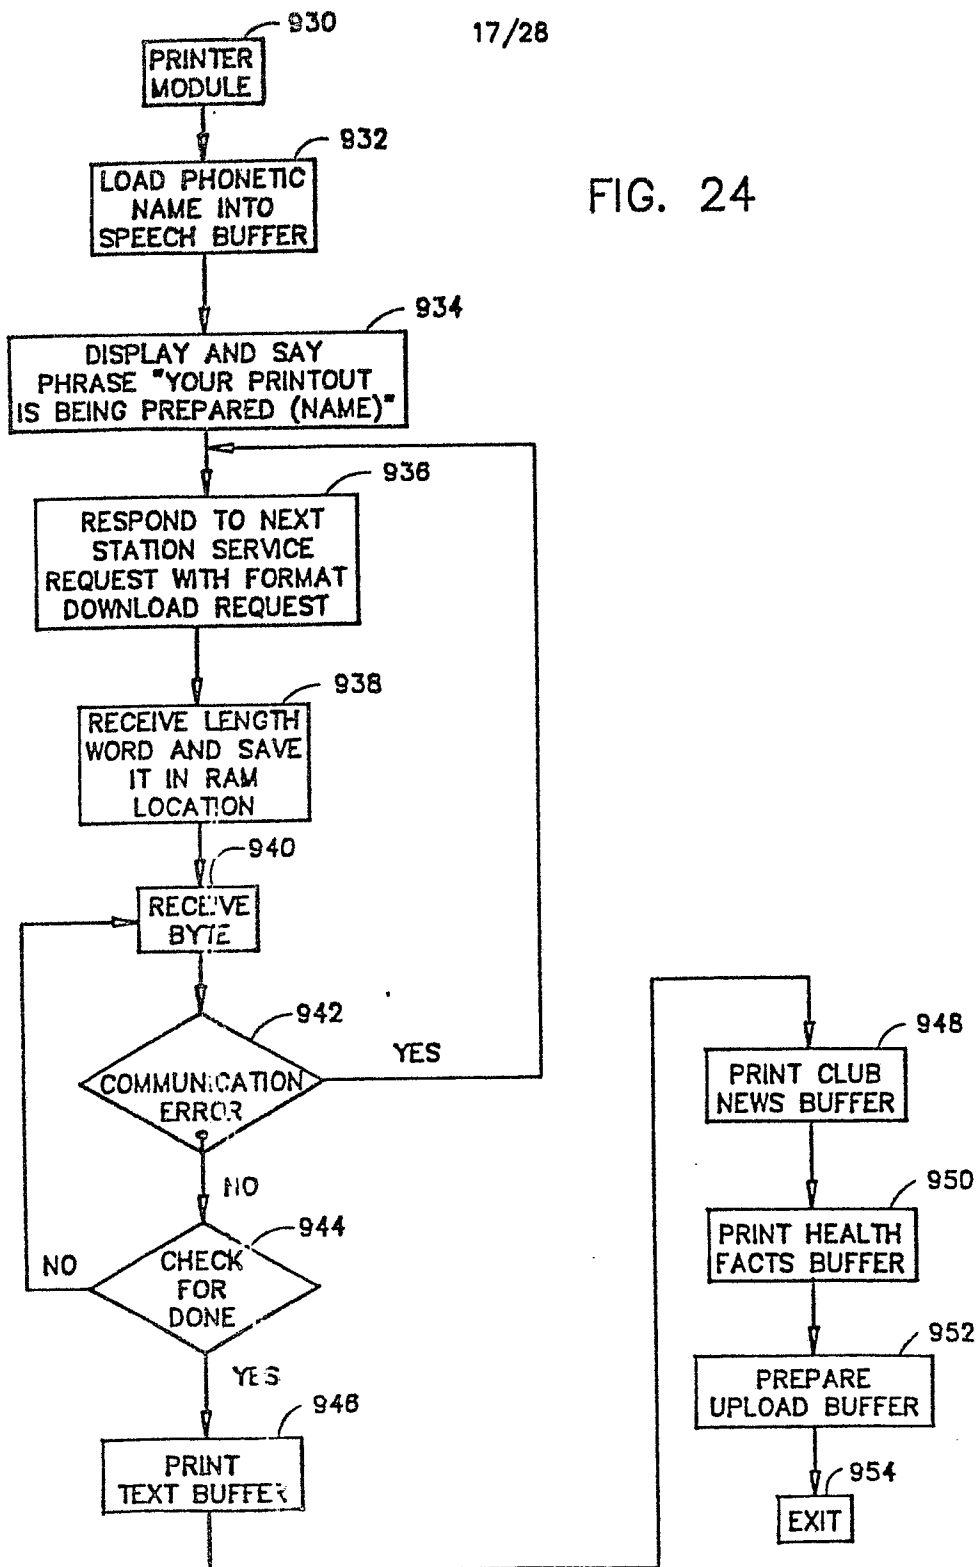 17/28
FIG. 24
930
PRINTER
MODULE
932
LOAD PHONETIC
NAME INTO
SPEECH BUFFER
934
DISPLAY AND SAY
PHRASE "YOUR PRINTOUT
IS BEING PREPARED (NAME)"
936
RESPOND TO NEXT
STATION SERVICE
REQUEST WITH FORMAT
DOWNLOAD REQUEST
938
RECEIVE LENGTH
WORD AND SAVE
IT IN RAM
LOCATION
940
RECEIVE
BYTE
942
COMMUNICATION
ERROR
YES
NO
944
CHECK
FOR
DONE
NO
YES
946
PRINT
TEXT BUFFER
948
PRINT CLUB
NEWS BUFFER
950
PRINT HEALTH
FACTS BUFFER
952
PREPARE
UPLOAD BUFFER
954
EXIT